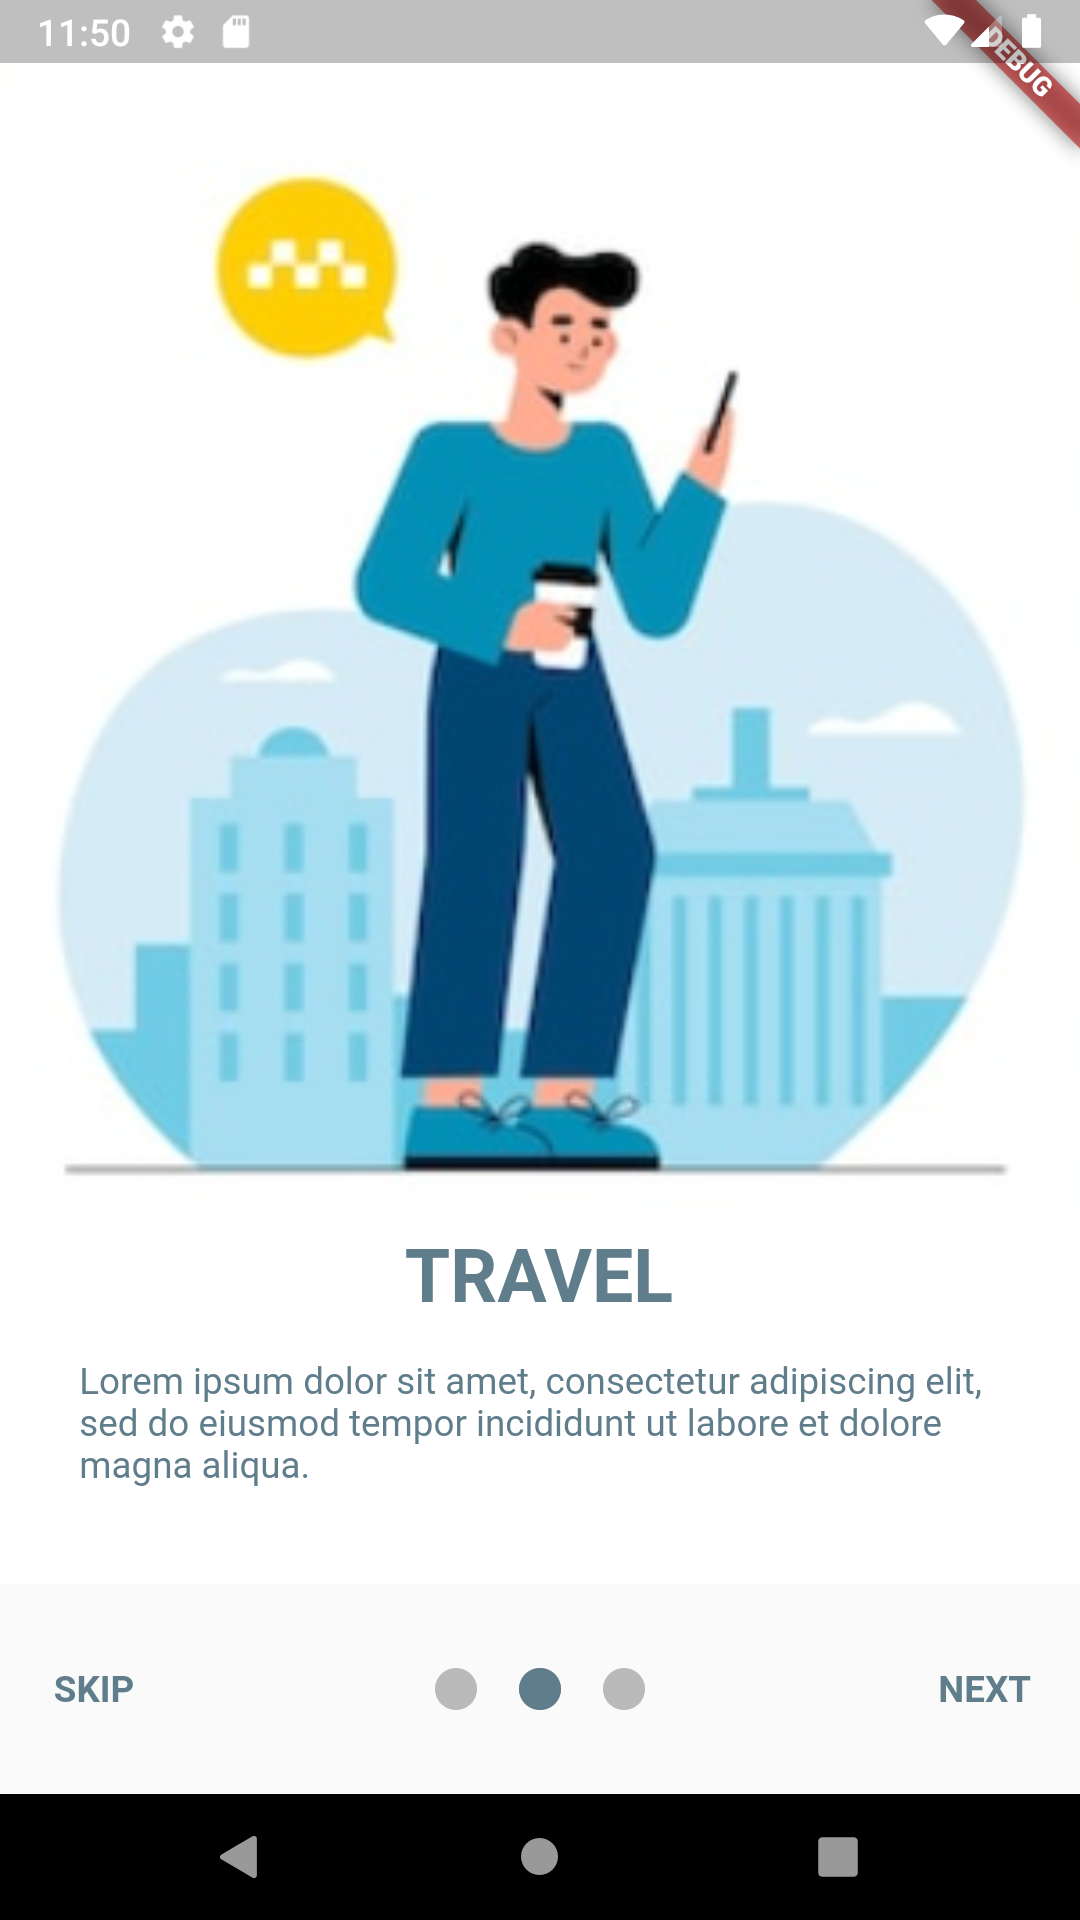 11:50
DEBUG
TRAVEL
Lorem ipsum dolor sit amet, consectetur adipiscing elit,
sed do eiusmod tempor incididunt ut labore et dolore
magna aliqua.
SKIP
NEXT